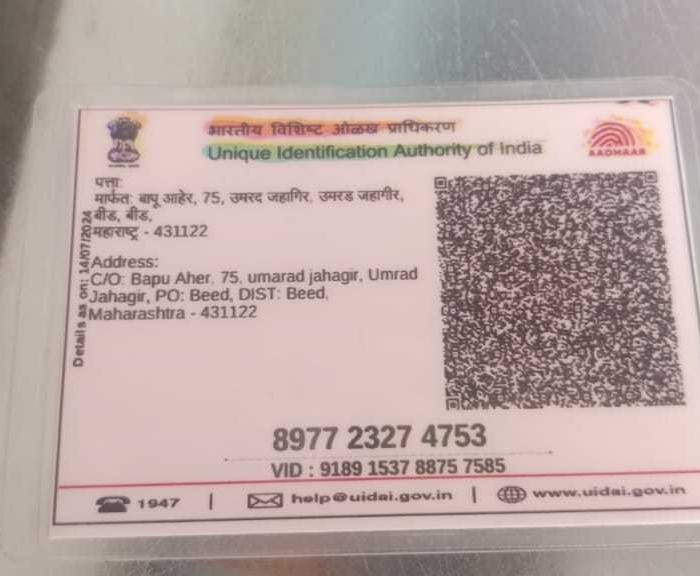 भारतीय विशिष्ट ओळख प्राधिकरण
Unique Identification Authority of India
AADHAAR
पत्ता:
मार्फत: बापू आहेर, 75, उमरद जहागिर, उमरड जहागीर,
बीड, बीड,
महाराष्ट्र - 431122
Address:
C/O: Bapu Aher, 75, umarad jahagir, Umrad
Jahagir, PO: Beed, DIST: Beed,
Maharashtra - 431122
Details as on: 14/07/2024
8977 2327 4753
VID : 9189 1537 8875 7585
1947 | help@uidai.gov.in | www.uidai.gov.in